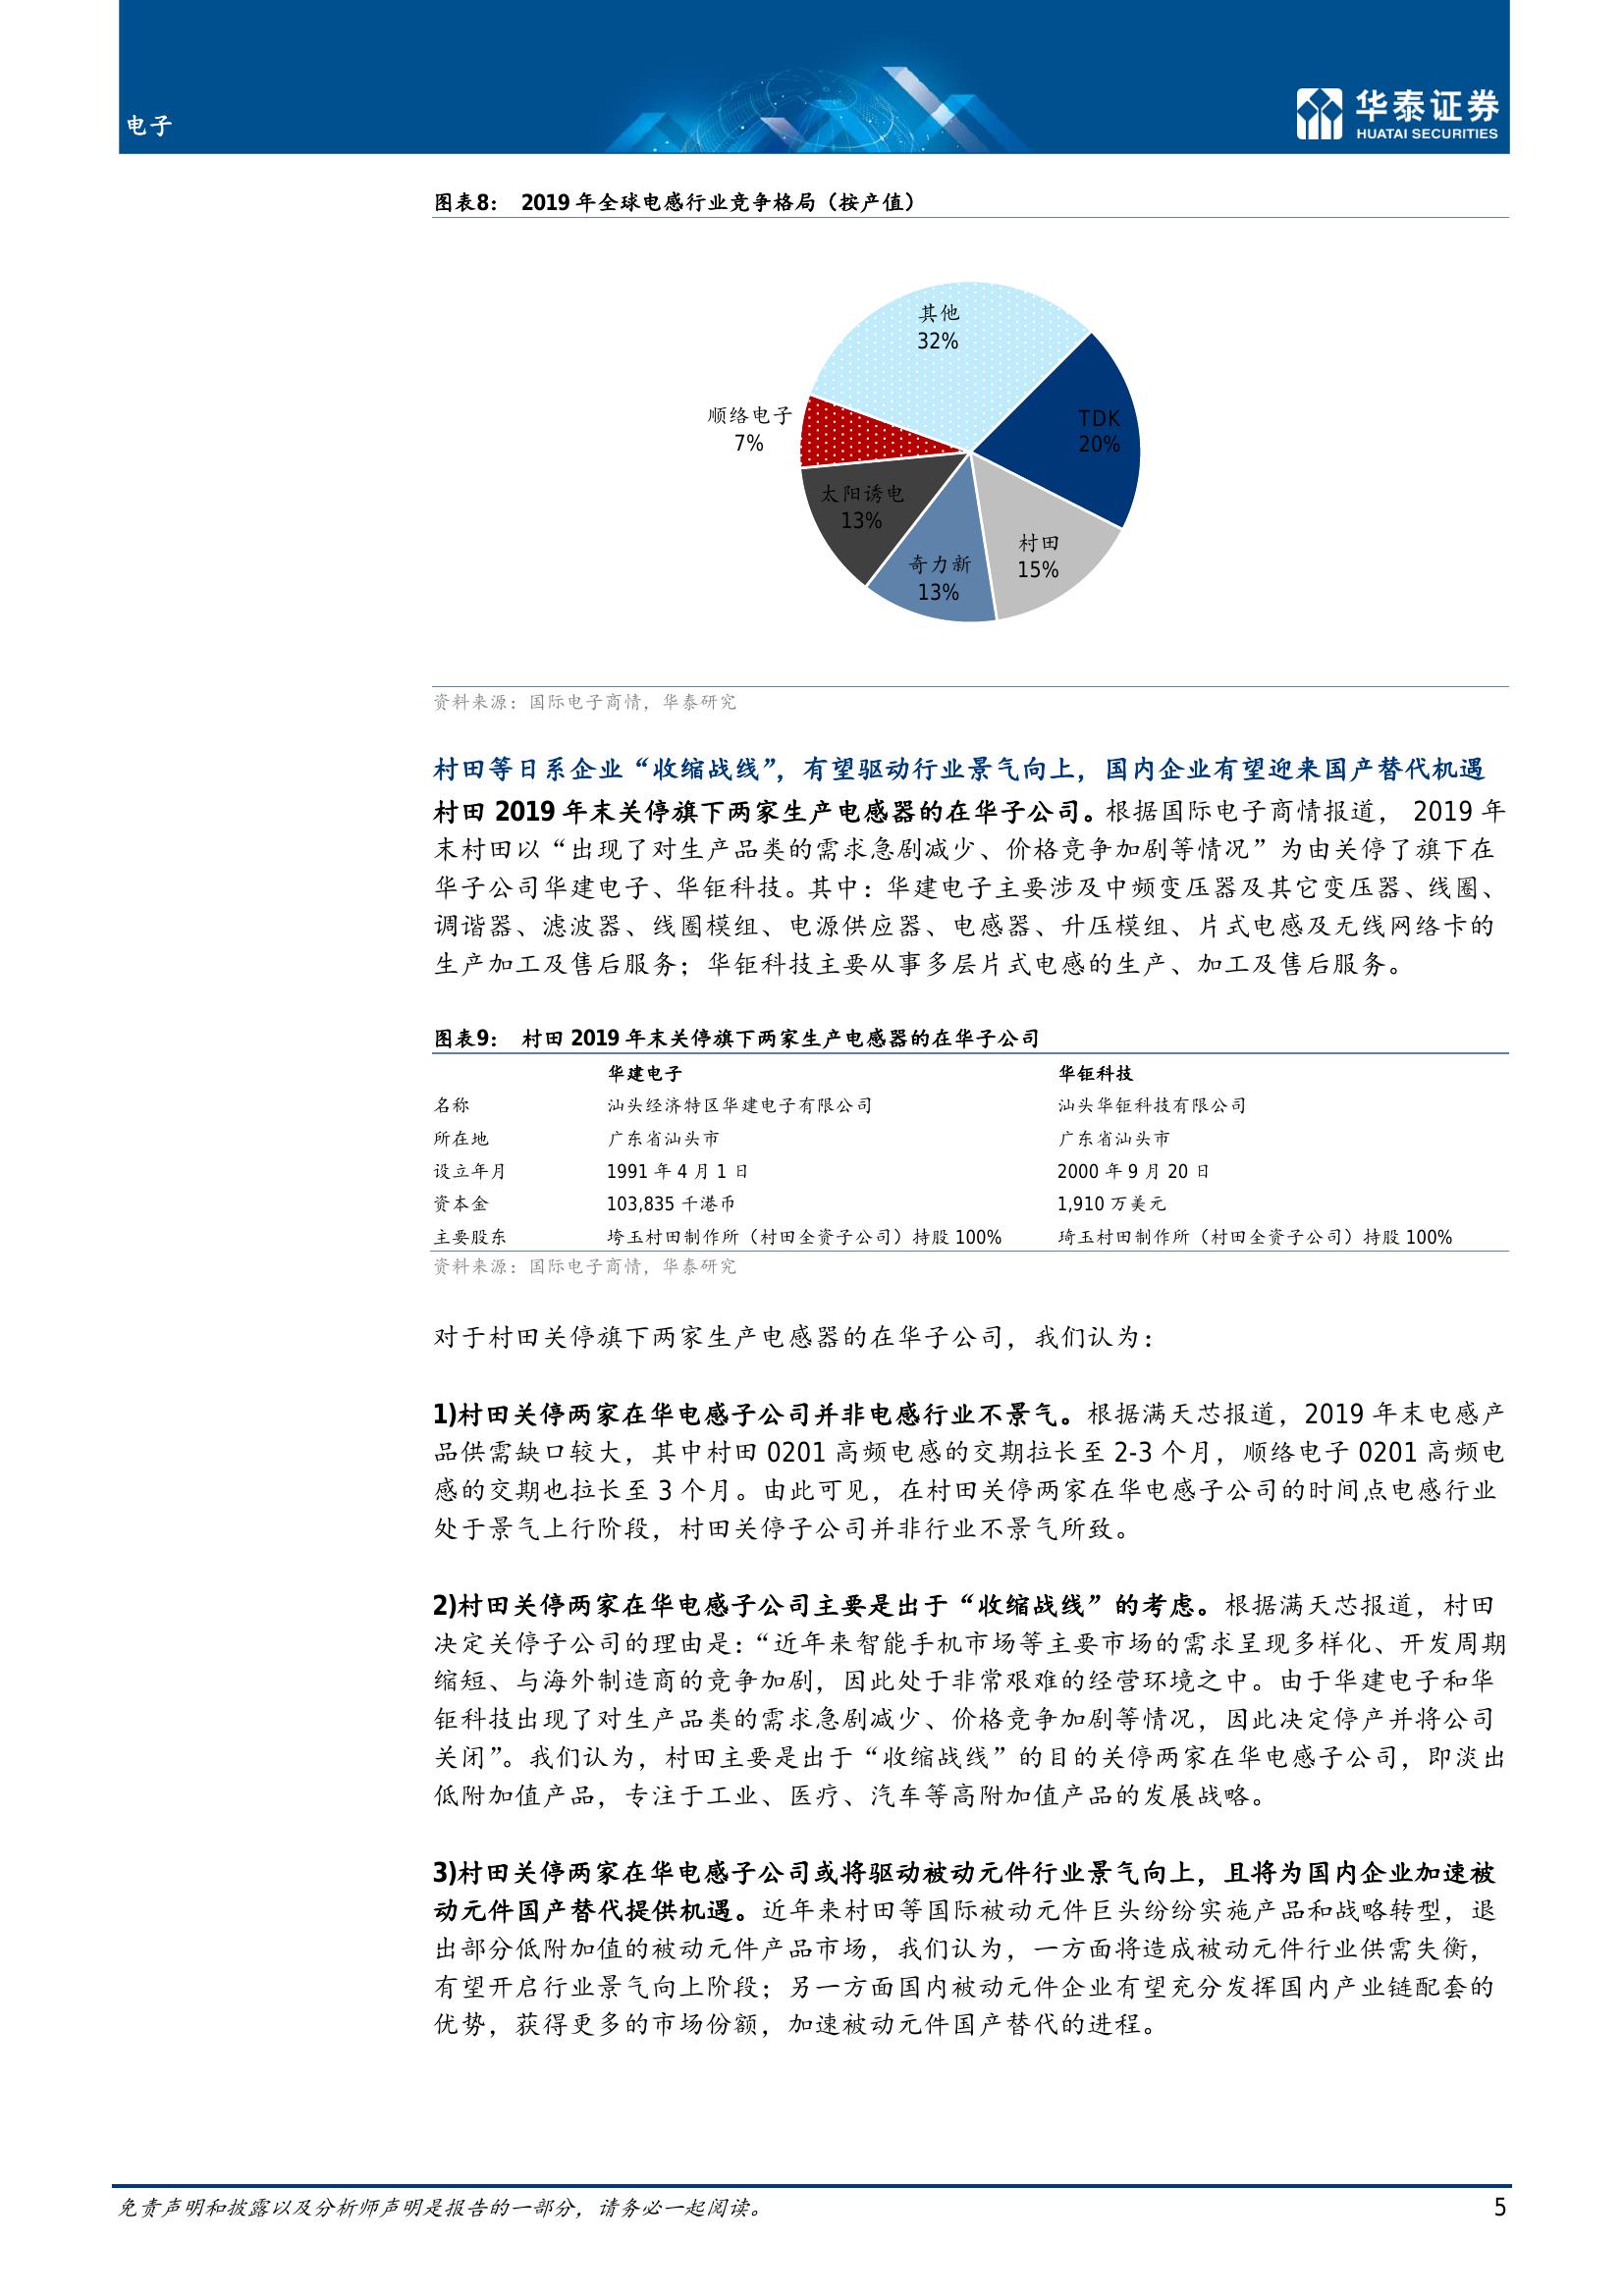 电子
华泰证券
HUATAI SECURITIES
图表8： 2019 年全球电感行业竞争格局（按产值）
其他
32%
TDK
20%
村田
15%
奇力新
13%
太阳诱电
13%
顺络电子
7%
资料来源：国际电子商情，华泰研究
村田等日系企业“收缩战线”，有望驱动行业景气向上，国内企业有望迎来国产替代机遇
村田 2019 年末关停旗下两家生产电感器的在华子公司。根据国际电子商情报道， 2019 年
末村田以“出现了对生产品类的需求急剧减少、价格竞争加剧等情况”为由关停了旗下在
华子公司华建电子、华钜科技。其中：华建电子主要涉及中频变压器及其它变压器、线圈、
调谐器、滤波器、线圈模组、电源供应器、电感器、升压模组、片式电感及无线网络卡的
生产加工及售后服务；华钜科技主要从事多层片式电感的生产、加工及售后服务。
图表9： 村田 2019 年末关停旗下两家生产电感器的在华子公司
华建电子 华钜科技
名称 汕头经济特区华建电子有限公司 汕头华钜科技有限公司
所在地 广东省汕头市 广东省汕头市
设立年月 1991 年 4 月 1 日 2000 年 9 月 20 日
资本金 103,835 千港币 1,910 万美元
主要股东 垮玉村田制作所（村田全资子公司）持股 100% 琦玉村田制作所（村田全资子公司）持股 100%
资料来源：国际电子商情，华泰研究
对于村田关停旗下两家生产电感器的在华子公司，我们认为：
1)村田关停两家在华电感子公司并非电感行业不景气。根据满天芯报道，2019 年末电感产
品供需缺口较大，其中村田 0201 高频电感的交期拉长至 2-3 个月，顺络电子 0201 高频电
感的交期也拉长至 3 个月。由此可见，在村田关停两家在华电感子公司的时间点电感行业
处于景气上行阶段，村田关停子公司并非行业不景气所致。
2)村田关停两家在华电感子公司主要是出于“收缩战线”的考虑。根据满天芯报道，村田
决定关停子公司的理由是：“近年来智能手机市场等主要市场的需求呈现多样化、开发周期
缩短、与海外制造商的竞争加剧，因此处于非常艰难的经营环境之中。由于华建电子和华
钜科技出现了对生产品类的需求急剧减少、价格竞争加剧等情况，因此决定停产并将公司
关闭”。我们认为，村田主要是出于“收缩战线”的目的关停两家在华电感子公司，即淡出
低附加值产品，专注于工业、医疗、汽车等高附加值产品的发展战略。
3)村田关停两家在华电感子公司或将驱动被动元件行业景气向上，且将为国内企业加速被
动元件国产替代提供机遇。近年来村田等国际被动元件巨头纷纷实施产品和战略转型，退
出部分低附加值的被动元件产品市场，我们认为，一方面将造成被动元件行业供需失衡，
有望开启行业景气向上阶段；另一方面国内被动元件企业有望充分发挥国内产业链配套的
优势，获得更多的市场份额，加速被动元件国产替代的进程。
免责声明和披露以及分析师声明是报告的一部分，请务必一起阅读。 5